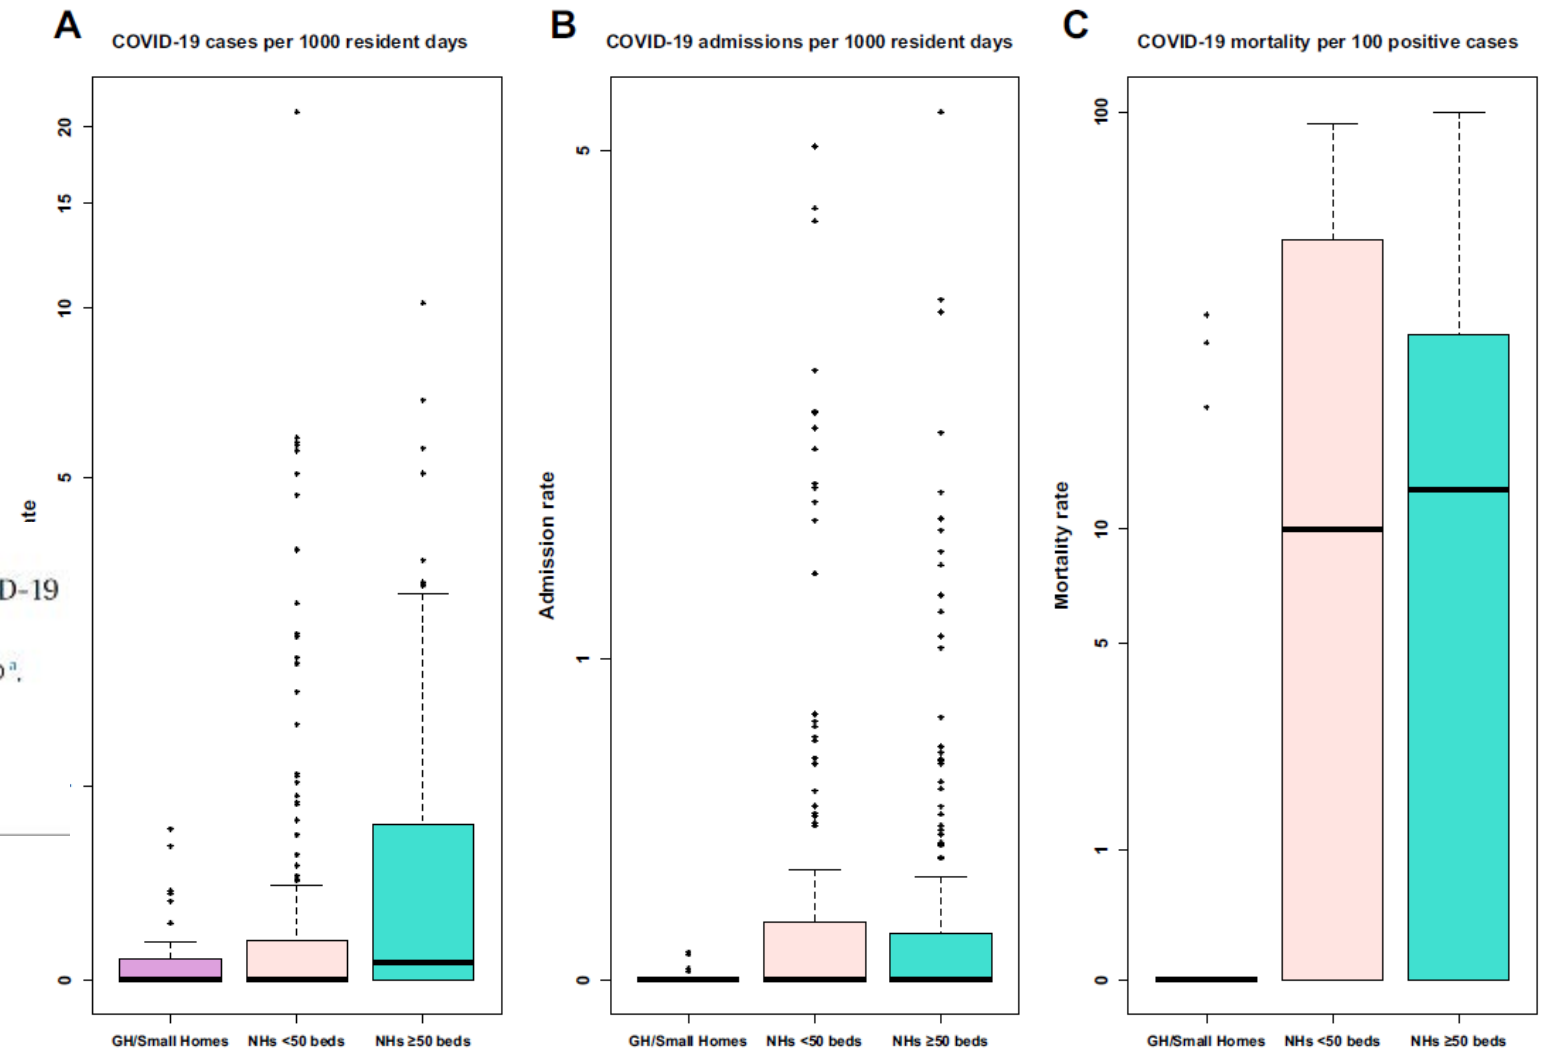 A
COVID-19 cases per 1000 resident days
20
15
10
5
0
GH/Small Homes NHs <50 beds NHs ≥50 beds
D-19
a.
B
COVID-19 admissions per 1000 resident days
Admission rate
5
1
0
GH/Small Homes NHs <50 beds NHs ≥50 beds
C
COVID-19 mortality per 100 positive cases
Mortality rate
100
10
5
1
0
GH/Small Homes NHs <50 beds NHs ≥50 beds